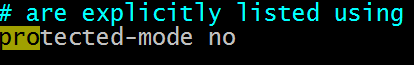 # are explicitly listed using
protected-mode no